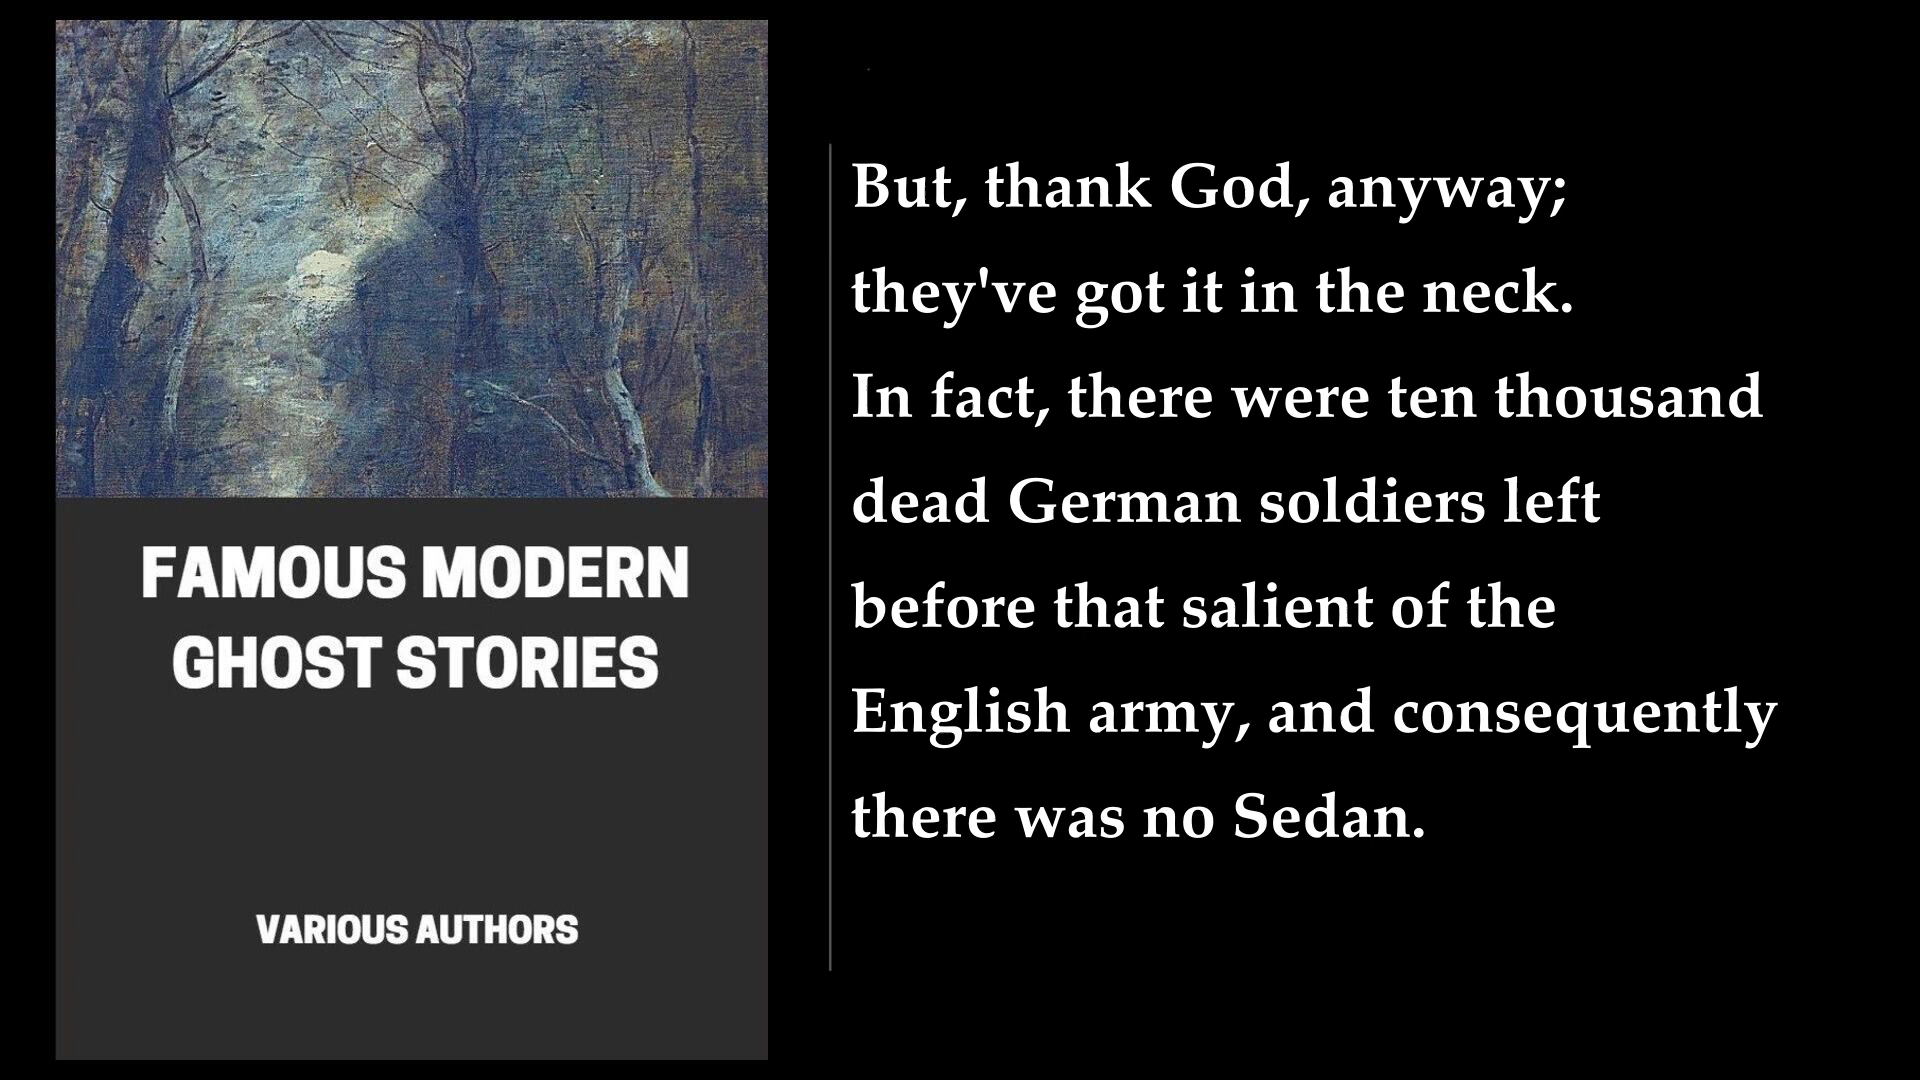 FAMOUS MODERN
GHOST STORIES
VARIOUS AUTHORS
But, thank God, anyway;
they've got it in the neck.
In fact, there were ten thousand
dead German soldiers left
before that salient of the
English army, and consequently
there was no Sedan.